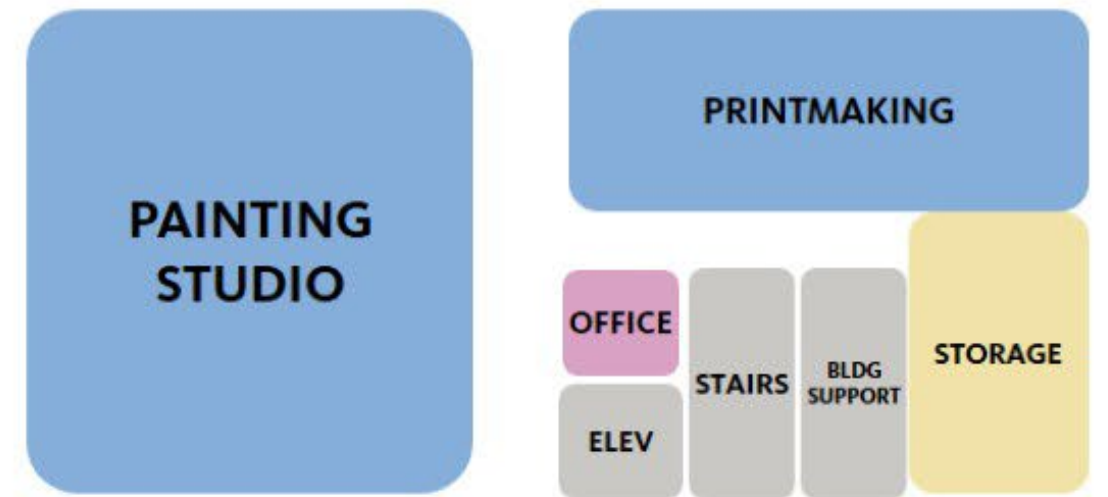 PAINTING
STUDIO
PRINTMAKING
OFFICE
ELEV
STAIRS
BLDG
SUPPORT
STORAGE